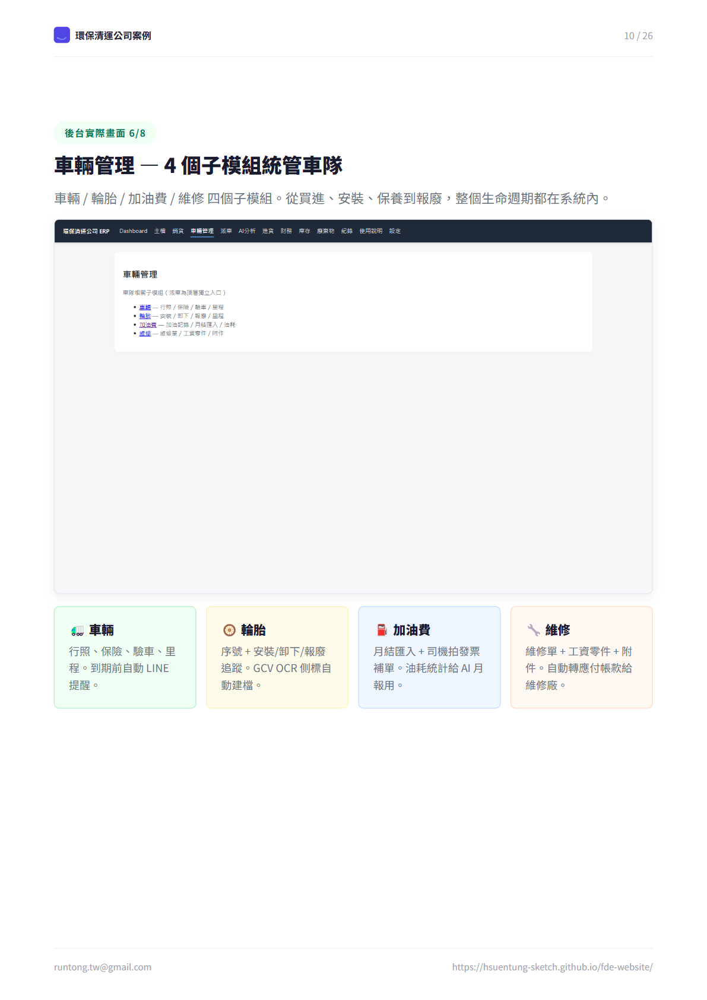 環保清運公司案例
10 / 26
後台實際畫面 6/8
車輛管理 — 4 個子模組統管車隊
車輛 / 輪胎 / 加油費 / 維修 四個子模組。從買進、安裝、保養到報廢，整個生命週期都在系統內。
環保清運公司 ERP Dashboard 主檔 銷貨 車輛管理 派車 AI分析 進貨 財務 庫存 廢棄物 紀錄 使用說明 設定
車輛管理
車隊相關子模組 ( 派車為頂層獨立入口 )
• 車輛 — 行照 / 保險 / 驗車 / 里程
• 輪胎 — 安裝 / 卸下 / 報廢 / 里程
• 加油費 — 加油記錄 / 月結匯入 / 油耗
• 維修 — 維修單 / 工資零件 / 附件
🚛 車輛
行照、保險、驗車、里
程。到期前自動 LINE
提醒。
🛞 輪胎
序號 + 安裝/卸下/報廢
追蹤。GCV OCR 側標自
動建檔。
⛽ 加油費
月結匯入 + 司機拍發票
補單。油耗統計給 AI 月
報用。
🔧 維修
維修單 + 工資零件 + 附
件。自動轉應付帳款給
維修廠。
runtong.tw@gmail.com
https://hsuentung-sketch.github.io/fde-website/